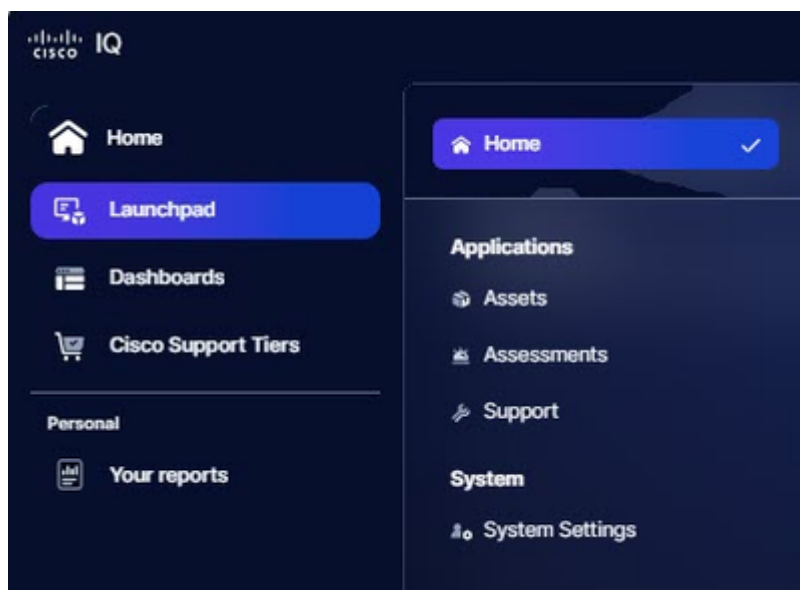 cisco IQ
Home
Launchpad
Dashboards
Cisco Support Tiers
Personal
Your reports
Home
Applications
Assets
Assessments
Support
System
System Settings